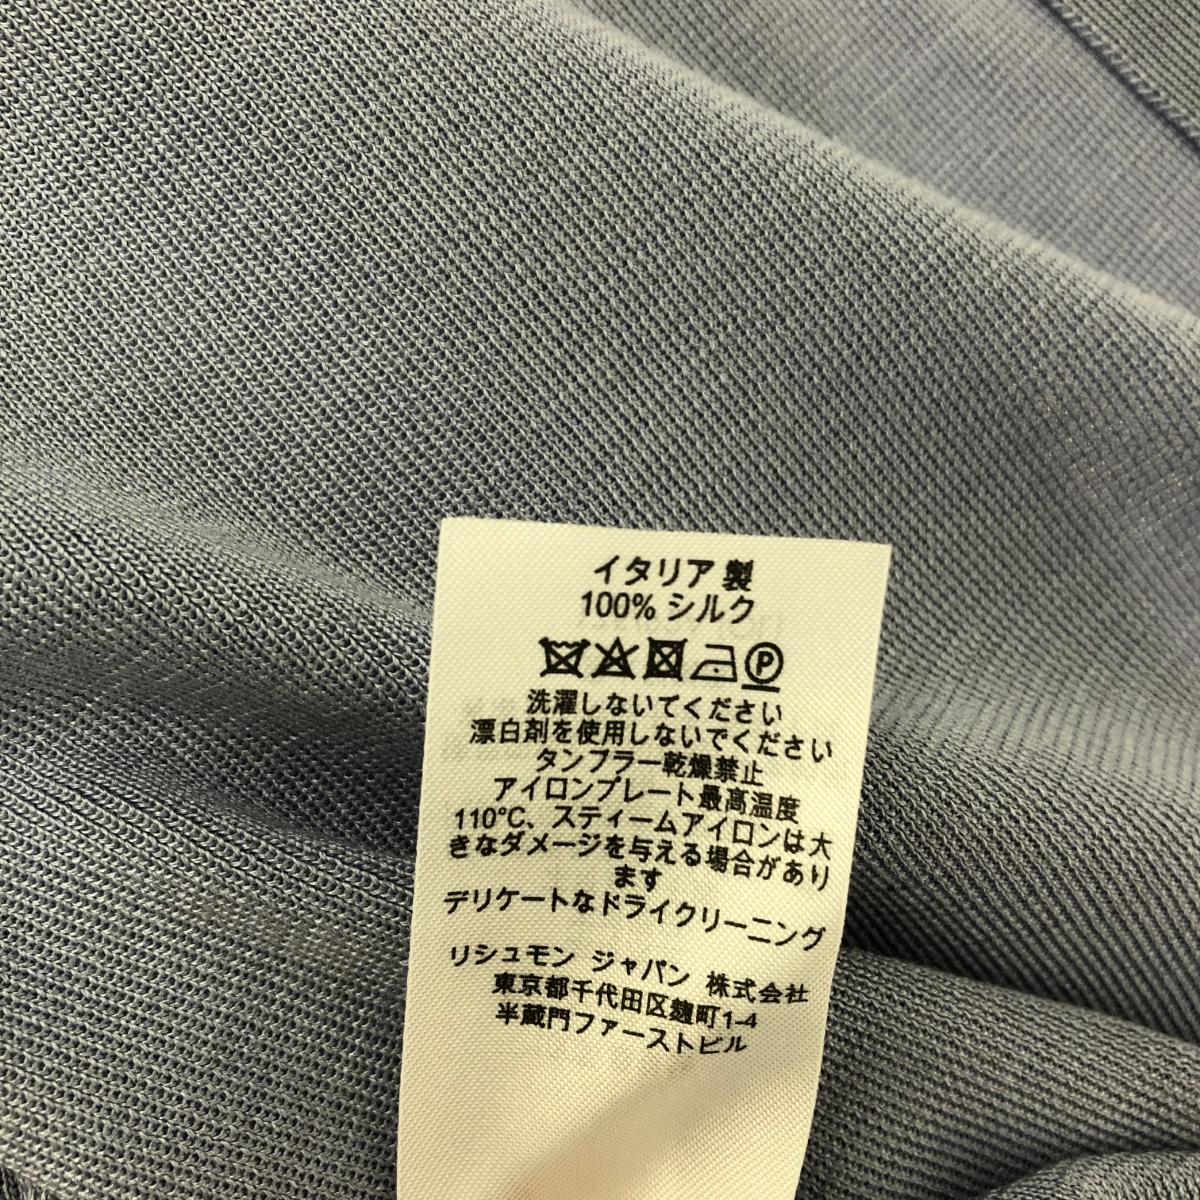 イタリア 製
100% シルク
P
洗濯しないてください
漂白剤を使用しないでください
タンブラー乾燥禁止
アイロンプレート最高温度
110°C、スティームアイロンは大
きなダメージを与える場合があり
ます
デリケートなドライクリーニング
リシュモン ジャパン 株式会社
東京都千代田区麹町1-4
半蔵門ファーストビル